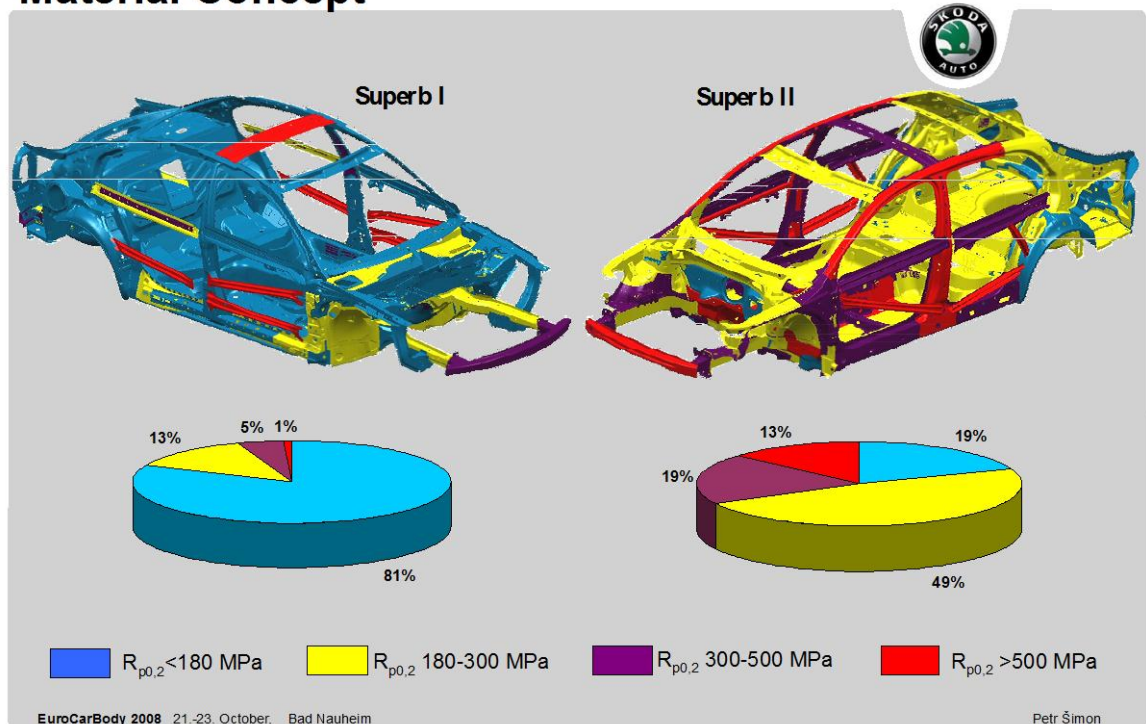 Material Concept
ŠKODA
AUTO
Superb I
Superb II
13%
5%
1%
81%
13%
19%
19%
49%
Rp0,2 <180 MPa
Rp0,2 180-300 MPa
Rp0,2 300-500 MPa
Rp0,2 >500 MPa
EuroCarBody 2008 21.-23. October. Bad Nauheim
Petr Šimon